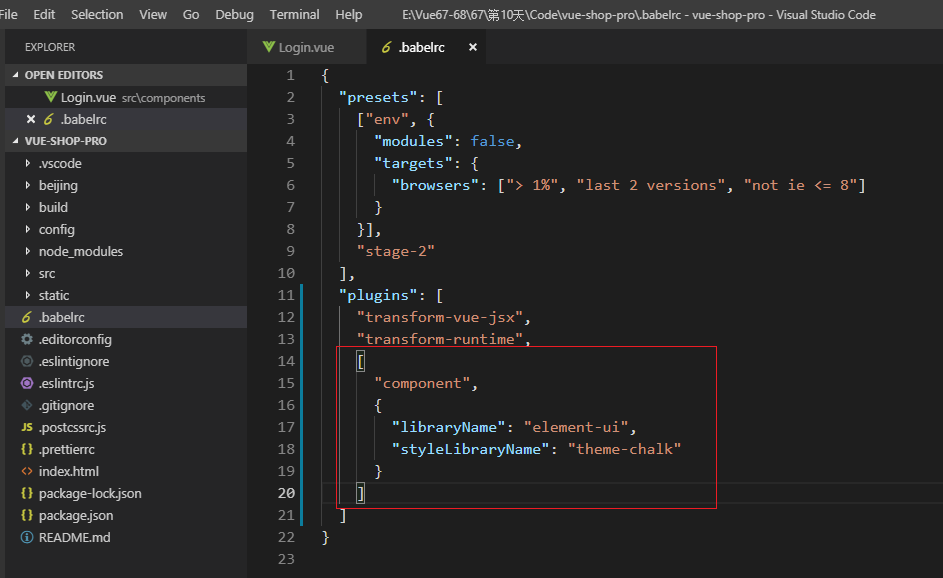 File Edit Selection View Go Debug Terminal Help E:\Vue67-68\67\第10天\Code\vue-shop-pro\.babelrc - vue-shop-pro - Visual Studio Code
EXPLORER
OPEN EDITORS
Login.vue src\components
.babelrc
VUE-SHOP-PRO
.vscode
beijing
build
config
node_modules
src
static
.babelrc
.editorconfig
.eslintignore
.eslintrc.js
.gitignore
JS .postcssrc.js
{} .prettierrc
<> index.html
{} package-lock.json
{} package.json
README.md
Login.vue .babelrc ×
1 {
2 "presets": [
3 ["env", {
4 "modules": false,
5 "targets": {
6 "browsers": ["> 1%", "last 2 versions", "not ie <= 8"]
7 }
8 }],
9 "stage-2"
10 ],
11 "plugins": [
12 "transform-vue-jsx",
13 "transform-runtime",
14 [
15 "component",
16 {
17 "libraryName": "element-ui",
18 "styleLibraryName": "theme-chalk"
19 }
20 ]
21 ]
22 }
23